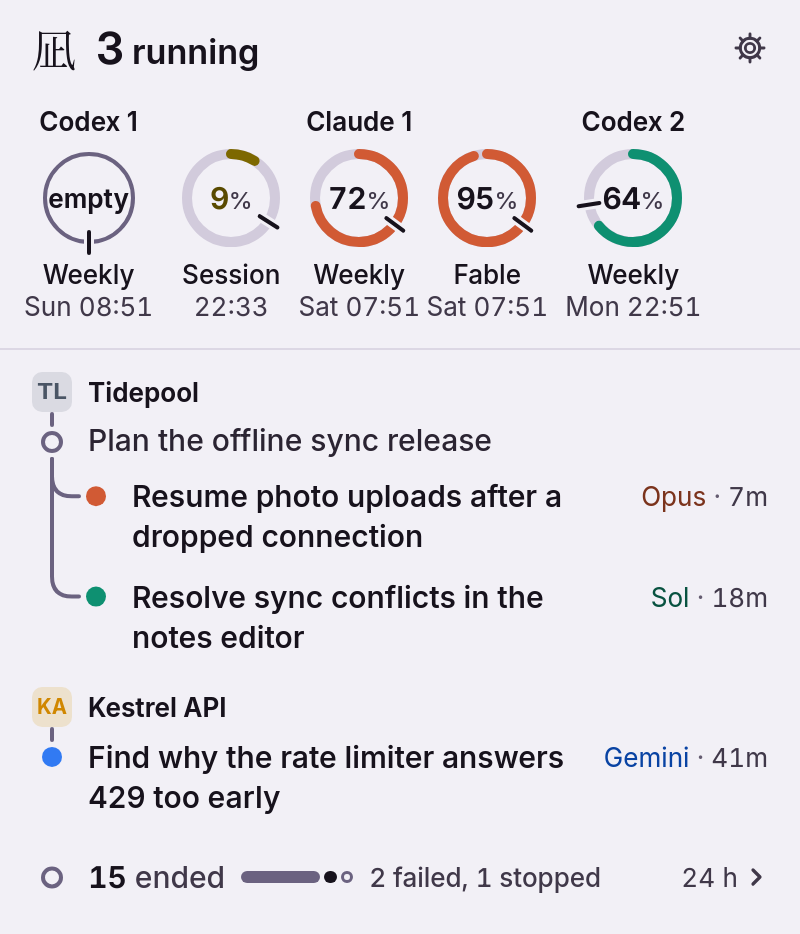 凪 3 running
Codex 1 Claude 1 Codex 2
empty 9% 72% 95% 64%
Weekly Session Weekly Fable Weekly
Sun 08:51 22:33 Sat 07:51 Sat 07:51 Mon 22:51
TL Tidepool
Plan the offline sync release
Resume photo uploads after a Opus · 7m
dropped connection
Resolve sync conflicts in the Sol · 18m
notes editor
KA Kestrel API
Find why the rate limiter answers Gemini · 41m
429 too early
15 ended 2 failed, 1 stopped 24 h